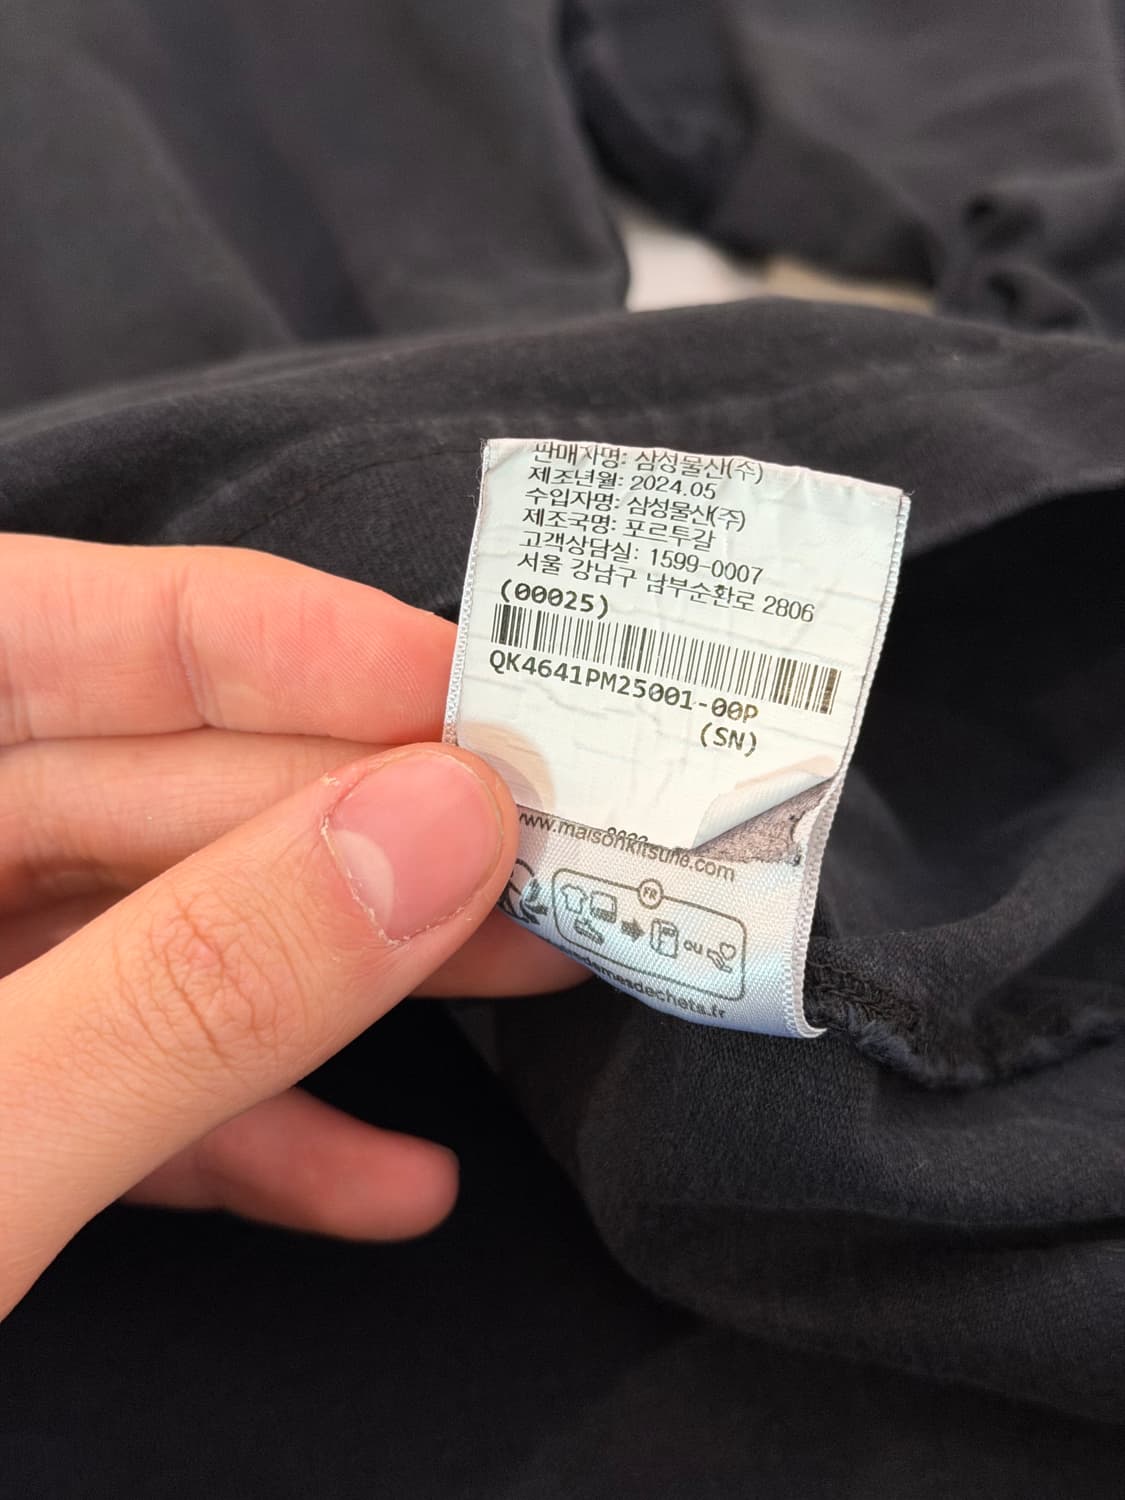 판매자명: 삼성물산(주)
제조년월: 2024.05
수입자명: 삼성물산(주)
제조국명: 포르투갈
고객상담실: 1599-0007
서울 강남구 남부순환로 2806
(00025)
QK4641PM25001-00P
(SN)
www.maisonkitsune.com
FR
ou